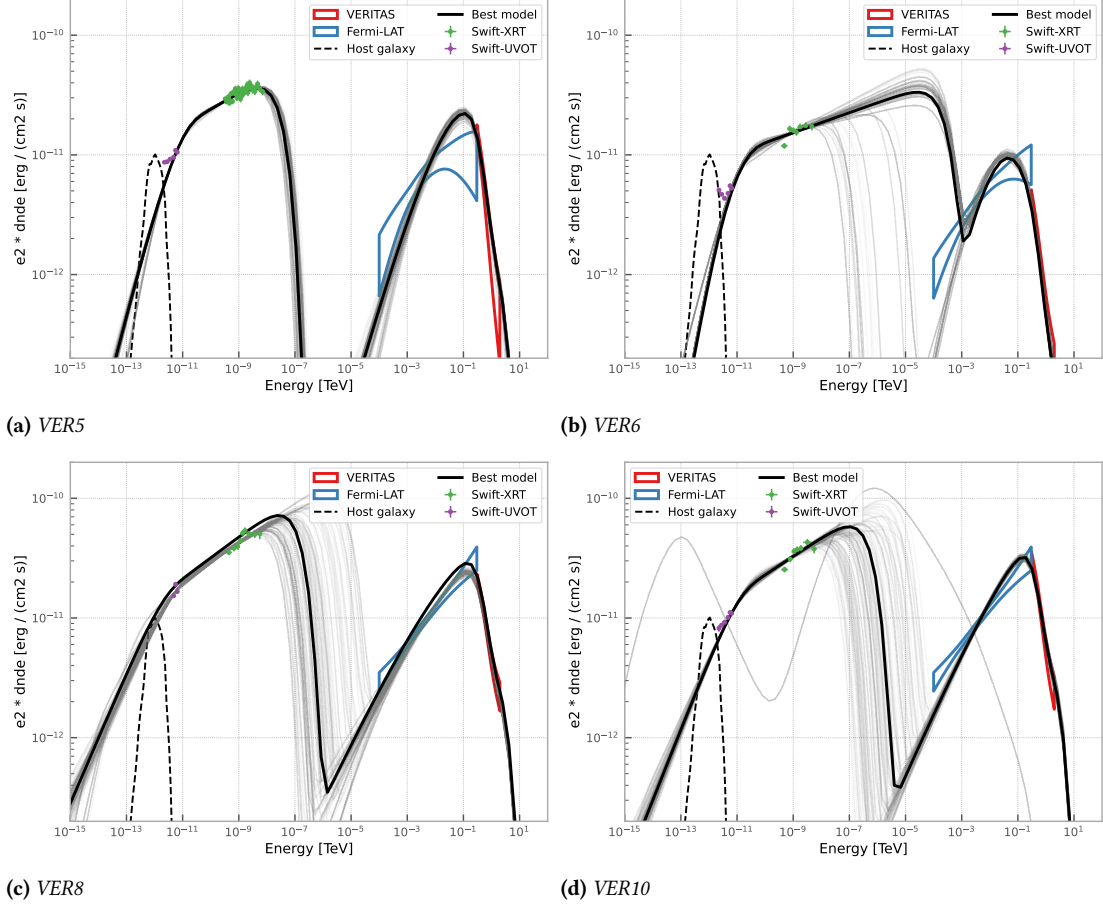 VERITAS
Fermi-LAT
Host galaxy
Best model
Swift-XRT
Swift-UVOT
e2 * dnde [erg / (cm2 s)]
10⁻¹⁰
10⁻¹¹
10⁻¹²
10⁻¹⁵ 10⁻¹³ 10⁻¹¹ 10⁻⁹ 10⁻⁷ 10⁻⁵ 10⁻³ 10⁻¹ 10¹
Energy [TeV]
(a) VER5
VERITAS
Fermi-LAT
Host galaxy
Best model
Swift-XRT
Swift-UVOT
e2 * dnde [erg / (cm2 s)]
10⁻¹⁰
10⁻¹¹
10⁻¹²
10⁻¹⁵ 10⁻¹³ 10⁻¹¹ 10⁻⁹ 10⁻⁷ 10⁻⁵ 10⁻³ 10⁻¹ 10¹
Energy [TeV]
(b) VER6
VERITAS
Fermi-LAT
Host galaxy
Best model
Swift-XRT
Swift-UVOT
e2 * dnde [erg / (cm2 s)]
10⁻¹⁰
10⁻¹¹
10⁻¹²
10⁻¹⁵ 10⁻¹³ 10⁻¹¹ 10⁻⁹ 10⁻⁷ 10⁻⁵ 10⁻³ 10⁻¹ 10¹
Energy [TeV]
(c) VER8
VERITAS
Fermi-LAT
Host galaxy
Best model
Swift-XRT
Swift-UVOT
e2 * dnde [erg / (cm2 s)]
10⁻¹⁰
10⁻¹¹
10⁻¹²
10⁻¹⁵ 10⁻¹³ 10⁻¹¹ 10⁻⁹ 10⁻⁷ 10⁻⁵ 10⁻³ 10⁻¹ 10¹
Energy [TeV]
(d) VER10